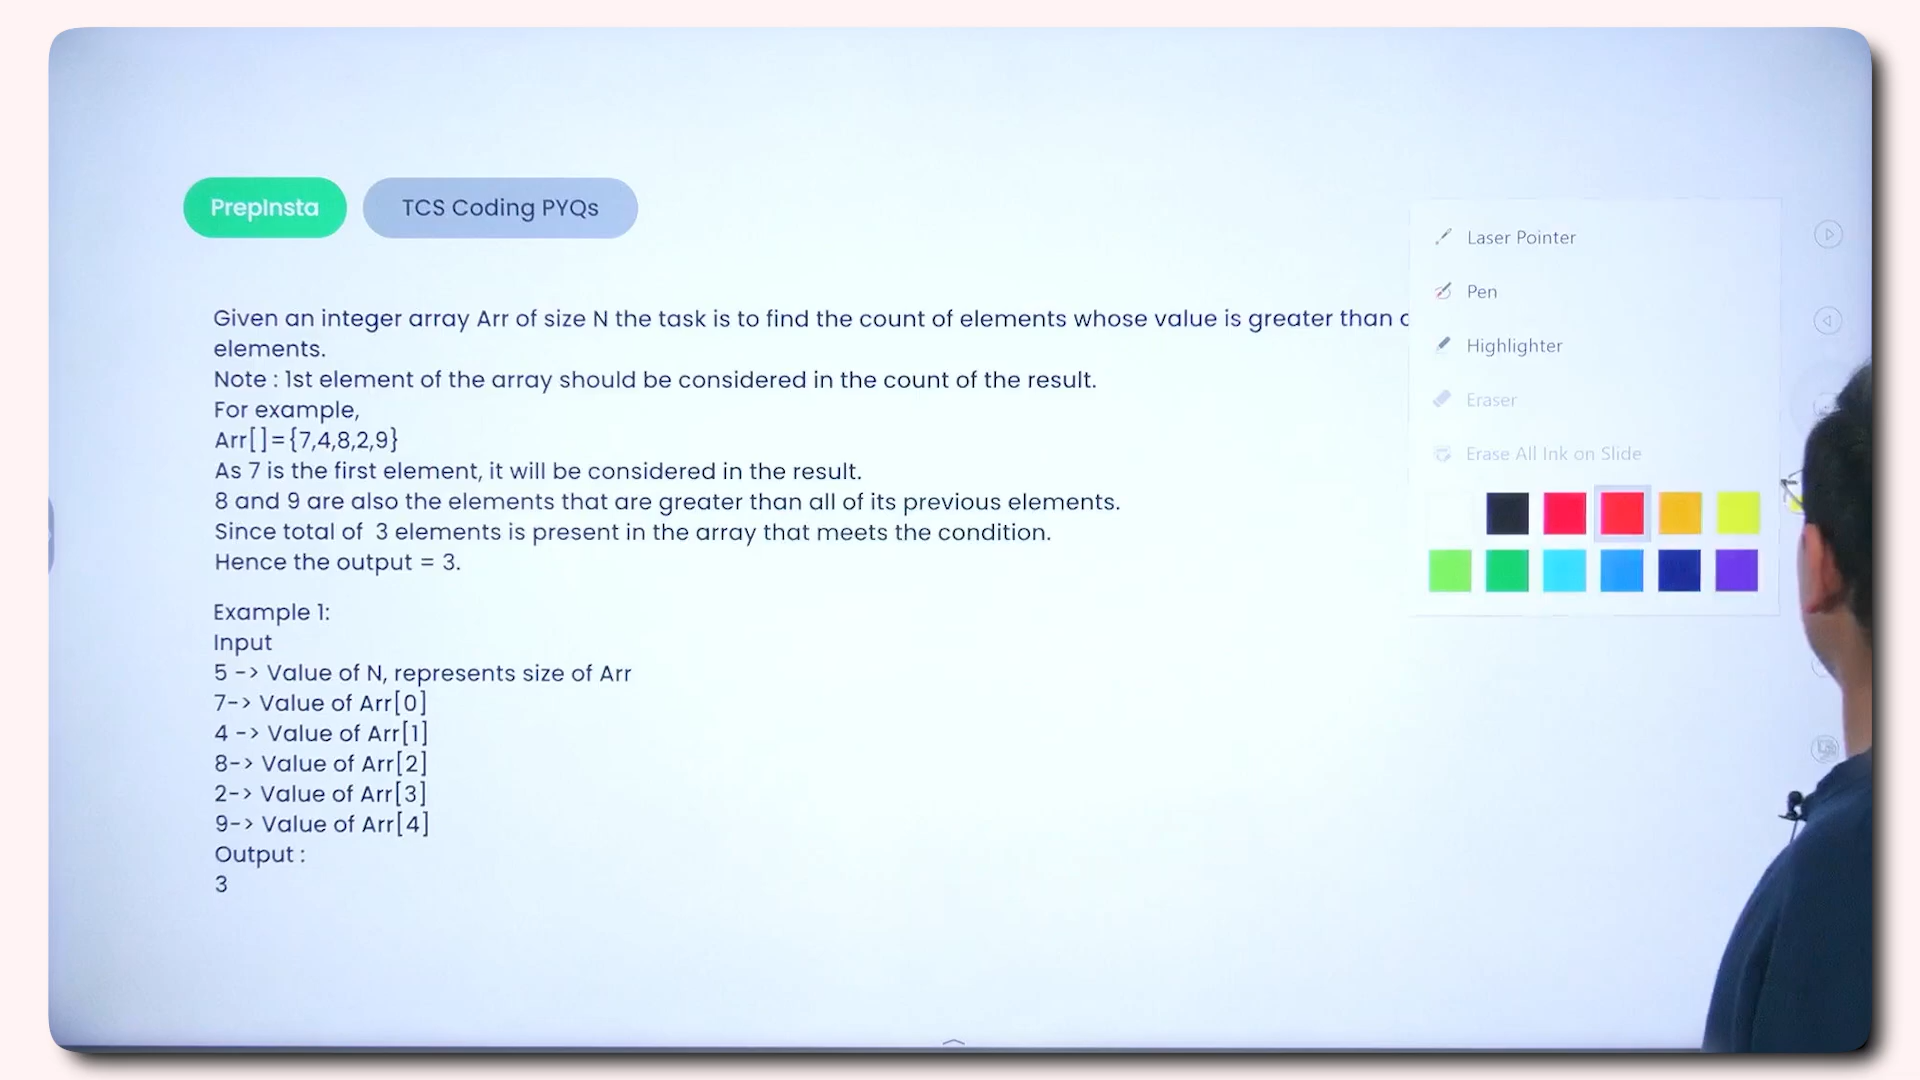 PrepInsta
TCS Coding PYQs
Given an integer array Arr of size N the task is to find the count of elements whose value is greater than
elements.
Note : 1st element of the array should be considered in the count of the result.
For example,
Arr[]={7,4,8,2,9}
As 7 is the first element, it will be considered in the result.
8 and 9 are also the elements that are greater than all of its previous elements.
Since total of 3 elements is present in the array that meets the condition.
Hence the output = 3.
Example 1:
Input
5 -> Value of N, represents size of Arr
7-> Value of Arr[0]
4 -> Value of Arr[1]
8-> Value of Arr[2]
2-> Value of Arr[3]
9-> Value of Arr[4]
Output :
3
Laser Pointer
Pen
Highlighter
Eraser
Erase All Ink on Slide